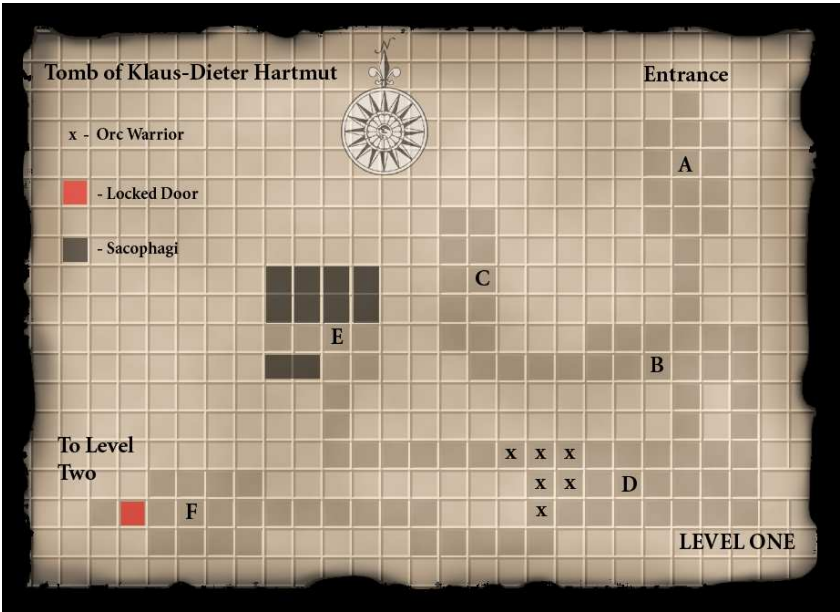 N
Tomb of Klaus-Dieter Hartmut
Entrance
x - Orc Warrior
A
- Locked Door
- Sacophagi
C
E
B
To Level
Two
x x x
x x
D
F
x
LEVEL ONE